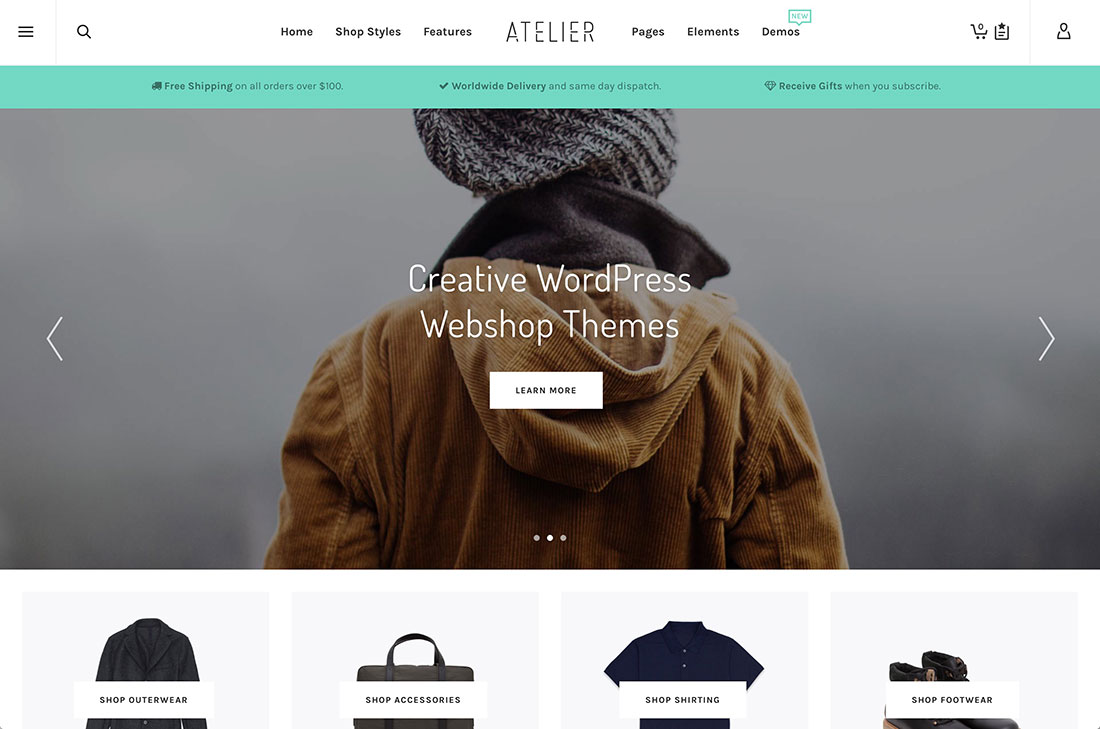 Home Shop Styles Features ATELIER Pages Elements Demos NEW
0
Free Shipping on all orders over $100. Worldwide Delivery and same day dispatch. Receive Gifts when you subscribe.
Creative WordPress
Webshop Themes
LEARN MORE
SHOP OUTERWEAR SHOP ACCESSORIES SHOP SHIRTING SHOP FOOTWEAR